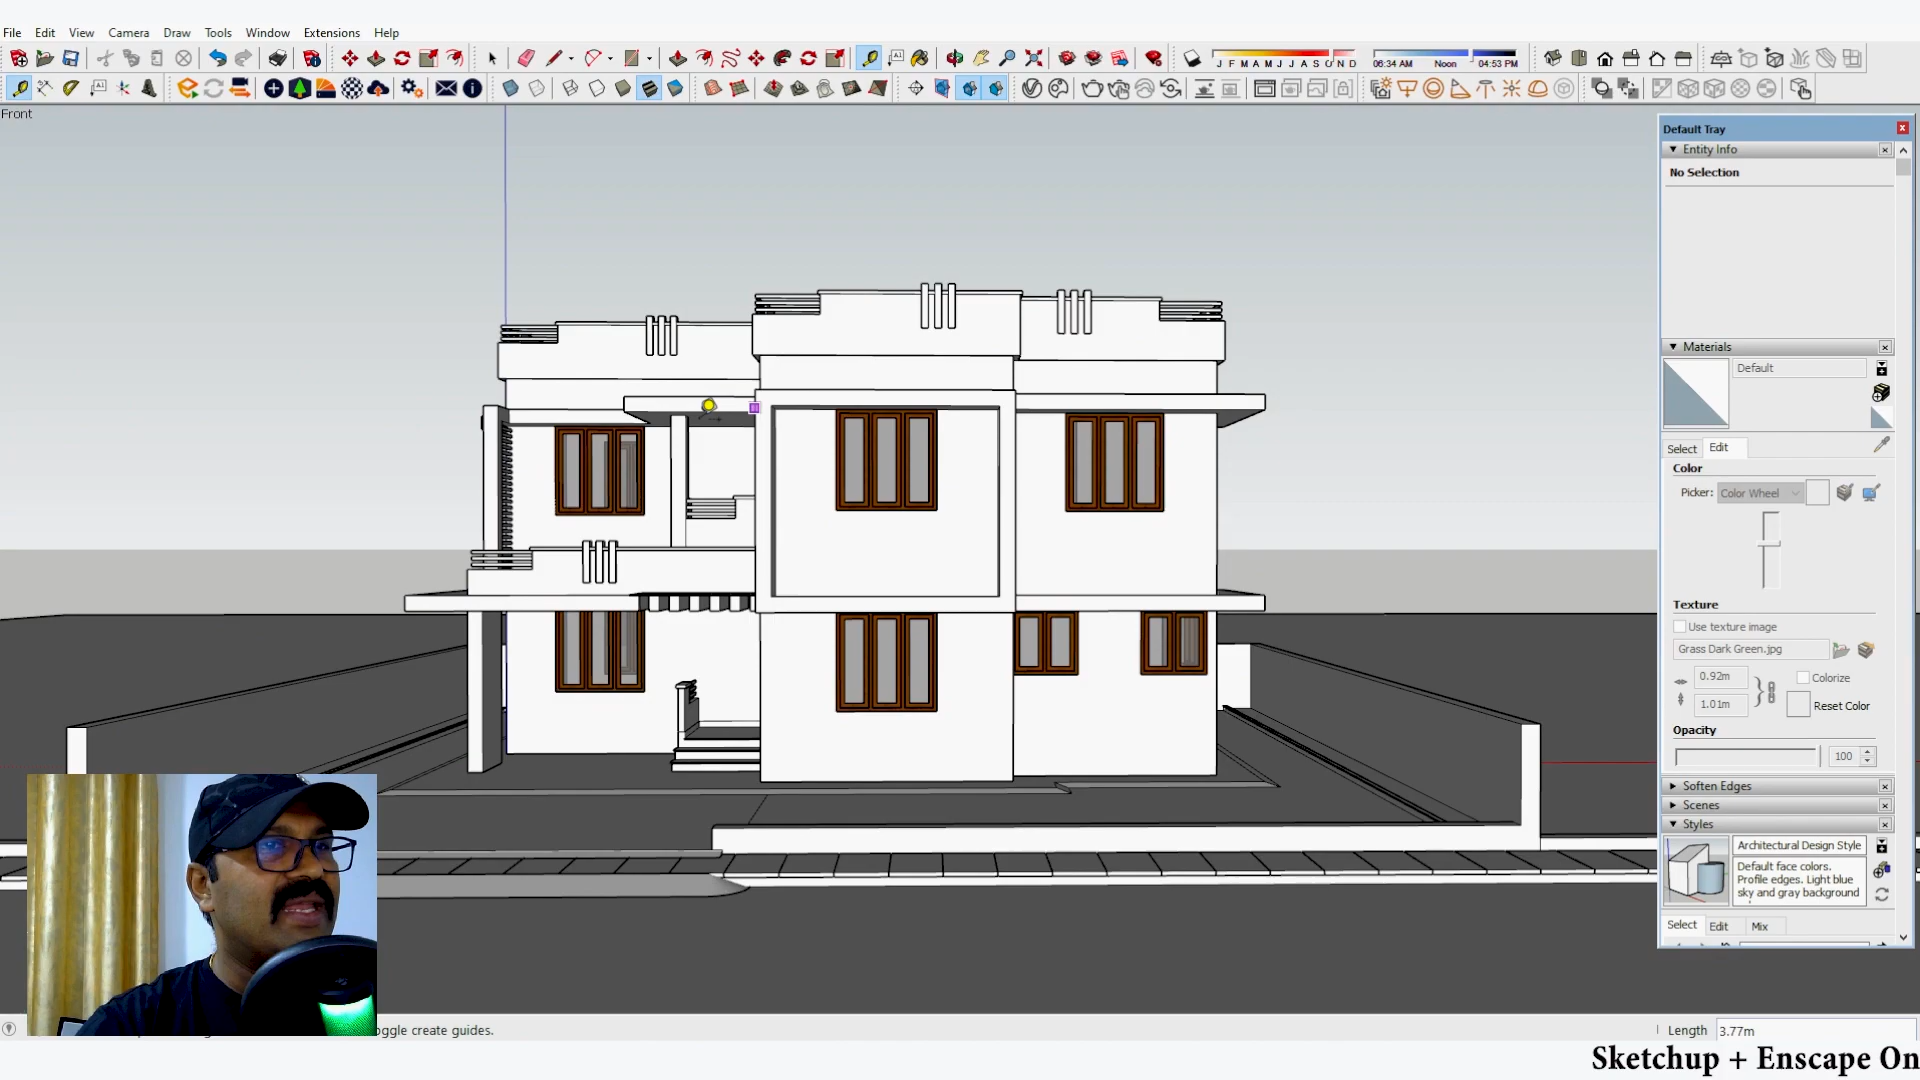 File Edit View Camera Draw Tools Window Extensions Help
J F M A M J J A S O N D
06:34 AM Noon 04:53 PM
Front
Default Tray
Entity Info
No Selection
Materials
Default
Select Edit
Color
Picker: Color Wheel
Texture
Use texture image
Grass Dark Green.jpg
0.92m
Colorize
1.01m
Reset Color
Opacity
100
Soften Edges
Scenes
Styles
Architectural Design Style
Default face colors.
Profile edges. Light blue
sky and gray background
Select Edit Mix
oggle create guides.
Length 3.77m
Sketchup + Enscape On